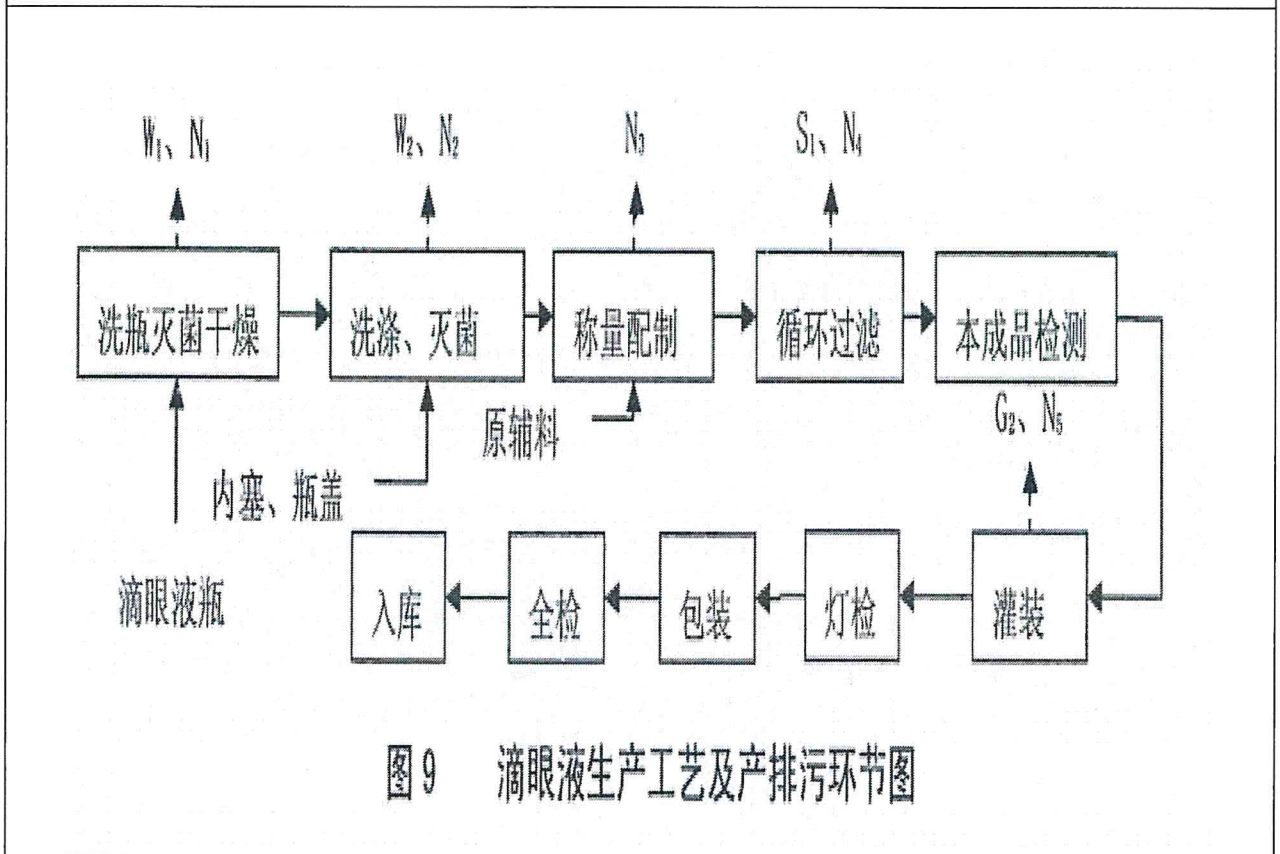 W₁、N₁
W₂、N₂
N₃
S₁、N₄
洗瓶灭菌干燥
洗涤、灭菌
称量配制
循环过滤
本成品检测
G₂、N₅
原辅料
内塞、瓶盖
滴眼液瓶
入库
全检
包装
灯检
灌装
图9 滴眼液生产工艺及产排污环节图